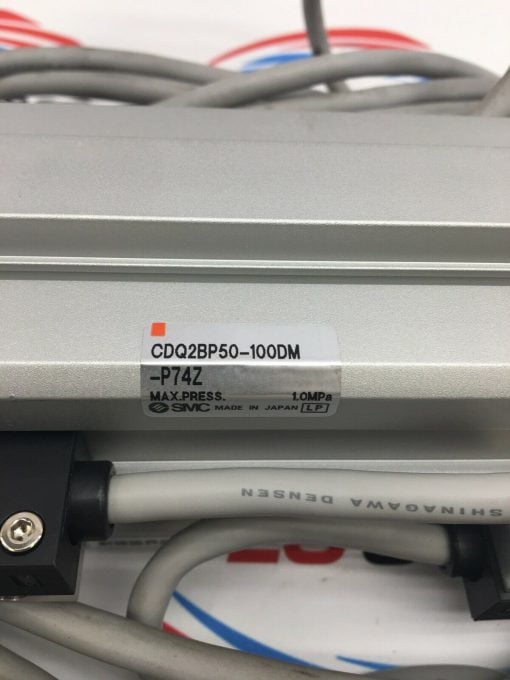 CDQ2BP50-100DM
-P74Z
MAX.PRESS. 1.0MPa
SMC MADE IN JAPAN LP
SHINAGAWA DENSEN